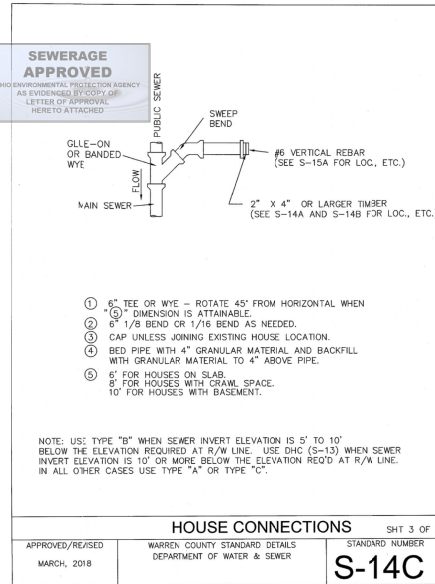 SEWERAGE
APPROVED
HIO ENVIRONMENTAL PROTECTION AGENCY
AS EVIDENCED BY COPY OF
LETTER OF APPROVAL
HERETO ATTACHED
PUBLIC SEWER
SWEEP
BEND
GLUE-ON
OR BANDED
WYE
FLOW
MAIN SEWER
#6 VERTICAL REBAR
(SEE S-15A FOR LOC., ETC.)
2" X 4" OR LARGER TIMBER
(SEE S-14A AND S-14B FOR LOC., ETC.)
① 6" TEE OR WYE – ROTATE 45° FROM HORIZONTAL WHEN
"⑤" DIMENSION IS ATTAINABLE.
② 6" 1/8 BEND OR 1/16 BEND AS NEEDED.
③ CAP UNLESS JOINING EXISTING HOUSE LOCATION.
④ BED PIPE WITH 4" GRANULAR MATERIAL AND BACKFILL
WITH GRANULAR MATERIAL TO 4" ABOVE PIPE.
⑤ 6' FOR HOUSES ON SLAB.
8' FOR HOUSES WITH CRAWL SPACE.
10' FOR HOUSES WITH BASEMENT.
NOTE: USE TYPE "B" WHEN SEWER INVERT ELEVATION IS 5' TO 10'
BELOW THE ELEVATION REQUIRED AT R/W LINE. USE DHC (S-13) WHEN SEWER
INVERT ELEVATION IS 10' OR MORE BELOW THE ELEVATION REQ'D AT R/W LINE.
IN ALL OTHER CASES USE TYPE "A" OR TYPE "C".
HOUSE CONNECTIONS SHT 3 OF
APPROVED/REVISED
MARCH, 2018
WARREN COUNTY STANDARD DETAILS
DEPARTMENT OF WATER & SEWER
STANDARD NUMBER
S-14C